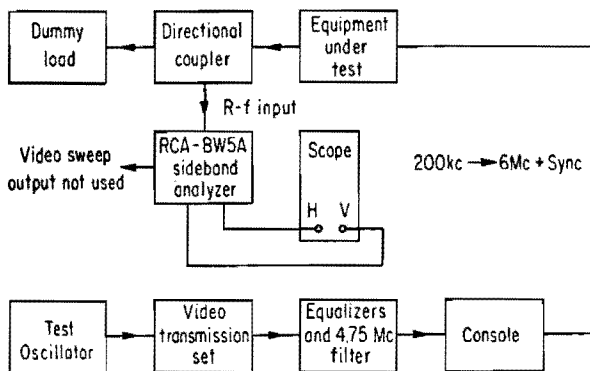 Dummy
load
Directional
coupler
Equipment
under
test
R-f input
Video sweep
output not used
RCA-BW5A
sideband
analyzer
Scope
H V
200kc → 6Mc + Sync
Test
Oscillator
Video
transmission
set
Equalizers
and 4.75 Mc
filter
Console